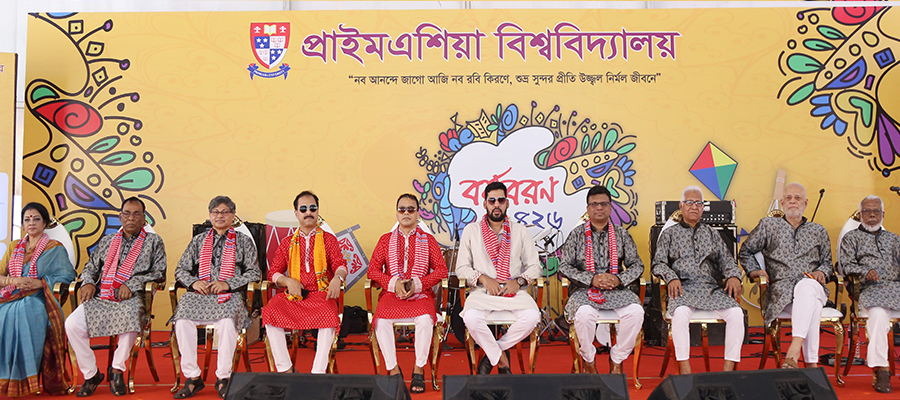 প্রাইমএশিয়া বিশ্ববিদ্যালয়
“নব আনন্দে জাগো আজি নব রবি কিরণে, শুভ্র সুন্দর প্রীতি উজ্জ্বল নির্মল জীবনে”
বর্ষবরণ
১৪২৬